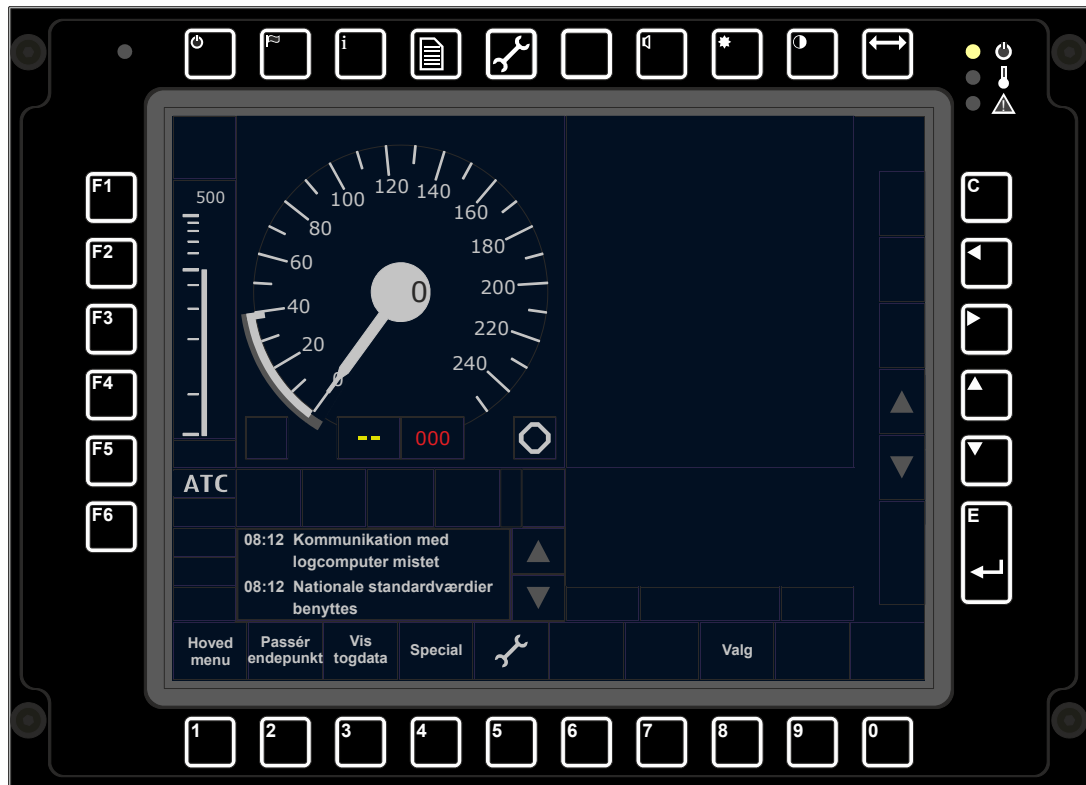 i
F1
F2
F3
F4
F5
F6
C
E
500
0
20
40
60
80
100
120
140
160
180
200
220
240
0
--
000
ATC
08:12 Kommunikation med
logcomputer mistet
08:12 Nationale standardværdier
benyttes
Hoved
menu
Passér
endepunkt
Vis
togdata
Special
Valg
1
2
3
4
5
6
7
8
9
0